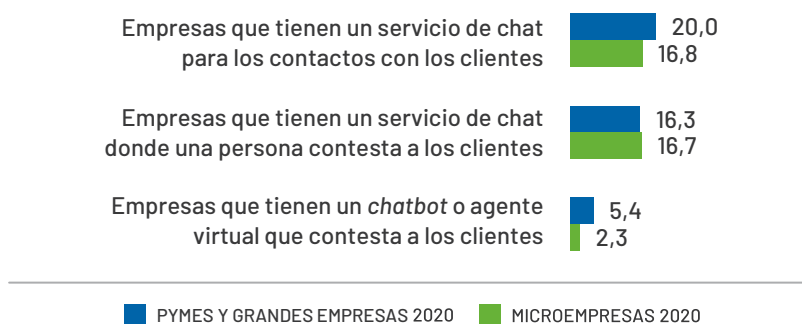 Empresas que tienen un servicio de chat
para los contactos con los clientes
20,0
16,8
Empresas que tienen un servicio de chat
donde una persona contesta a los clientes
16,3
16,7
Empresas que tienen un chatbot o agente
virtual que contesta a los clientes
5,4
2,3
PYMES Y GRANDES EMPRESAS 2020 MICROEMPRESAS 2020